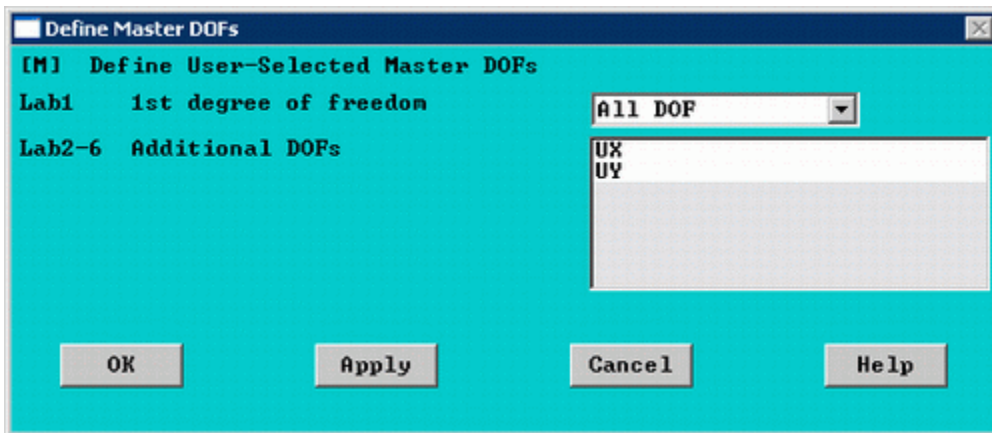 Define Master DOFs
[M] Define User-Selected Master DOFs
Lab1 1st degree of freedom All DOF
Lab2-6 Additional DOFs UX
UY
OK Apply Cancel Help